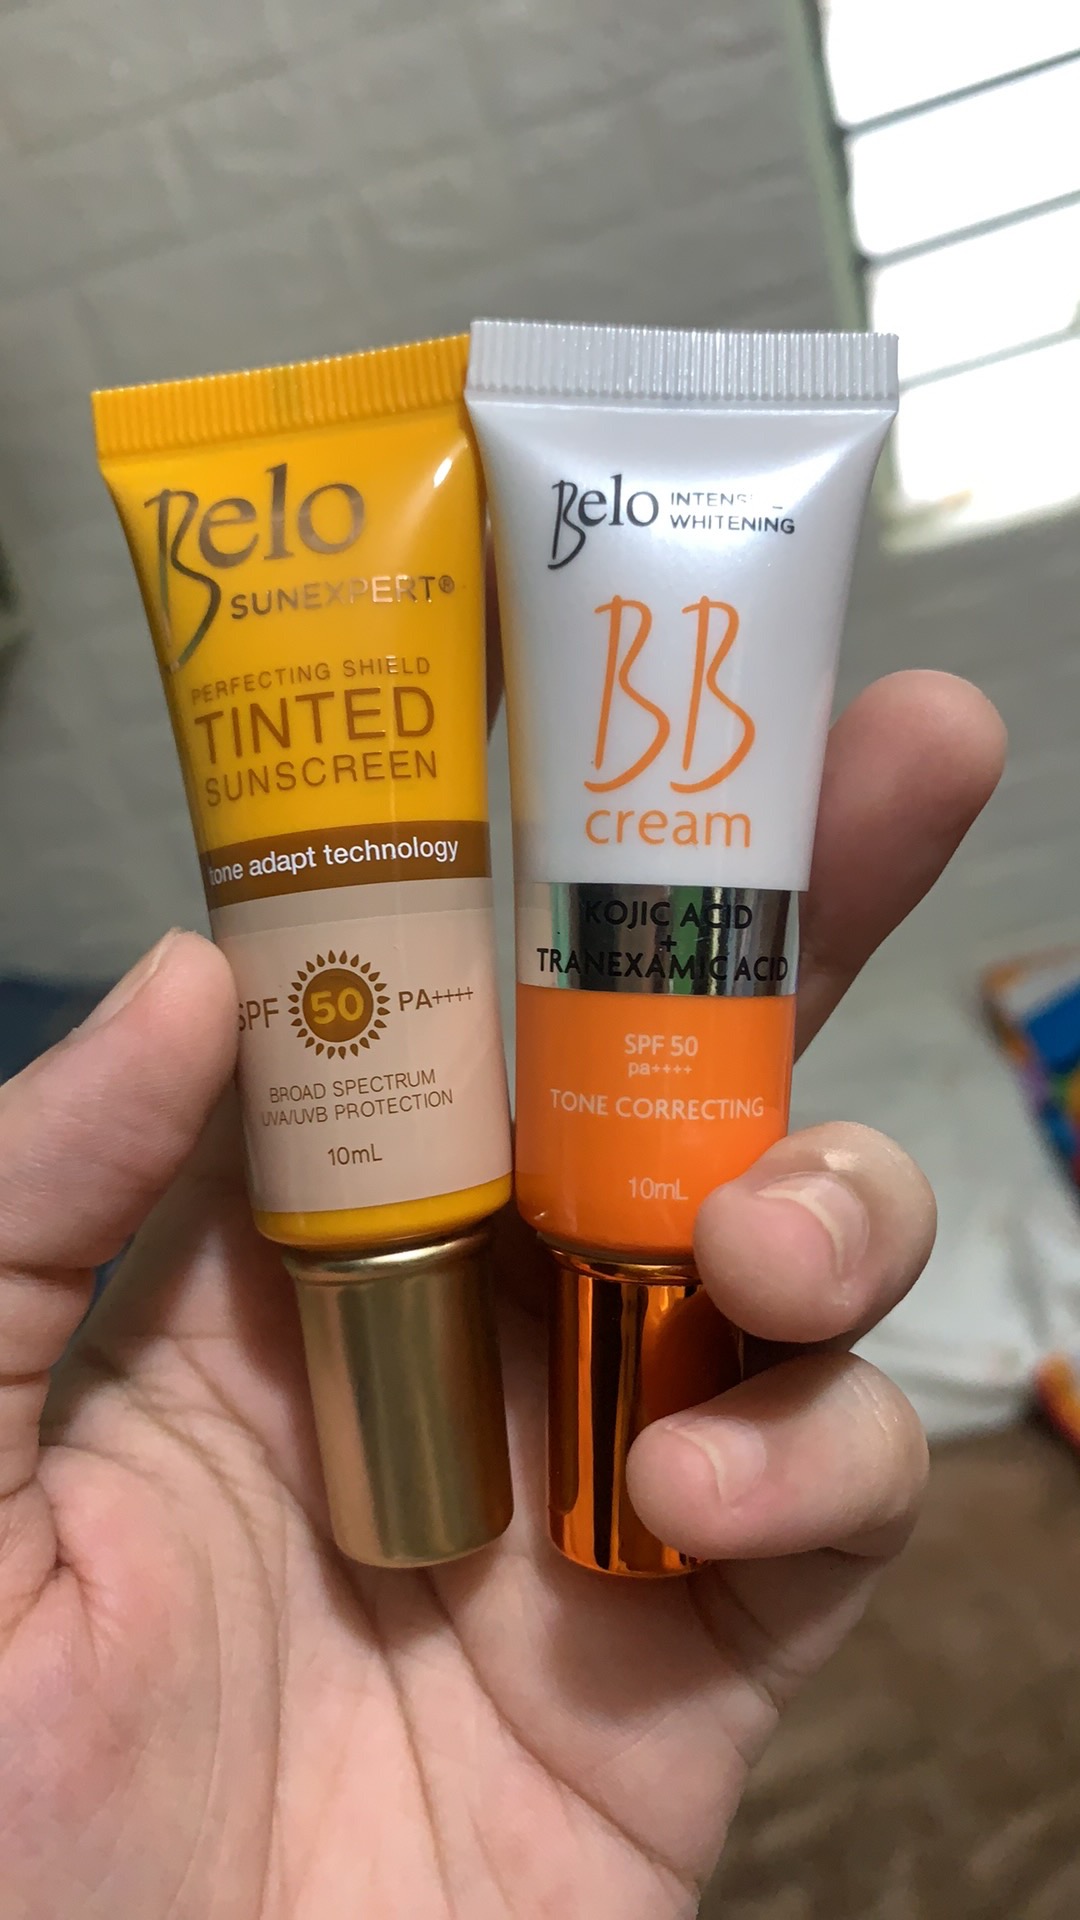 Belo
SUNEXPERT®
PERFECTING SHIELD
TINTED
SUNSCREEN
tone adapt technology
SPF 50 PA++++
BROAD SPECTRUM
UVA/UVB PROTECTION
10mL
Belo
WHITENING
BB
cream
KOJIC ACID
+
TRANEXAMIC ACID
SPF 50
pa++++
TONE CORRECTING
10mL